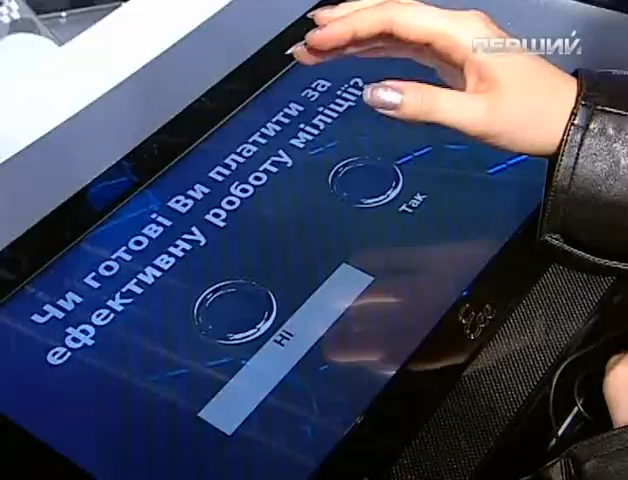 ПЕРШИЙ
Чи готові Ви платити за
ефективну роботу міліції?
Так
Ні